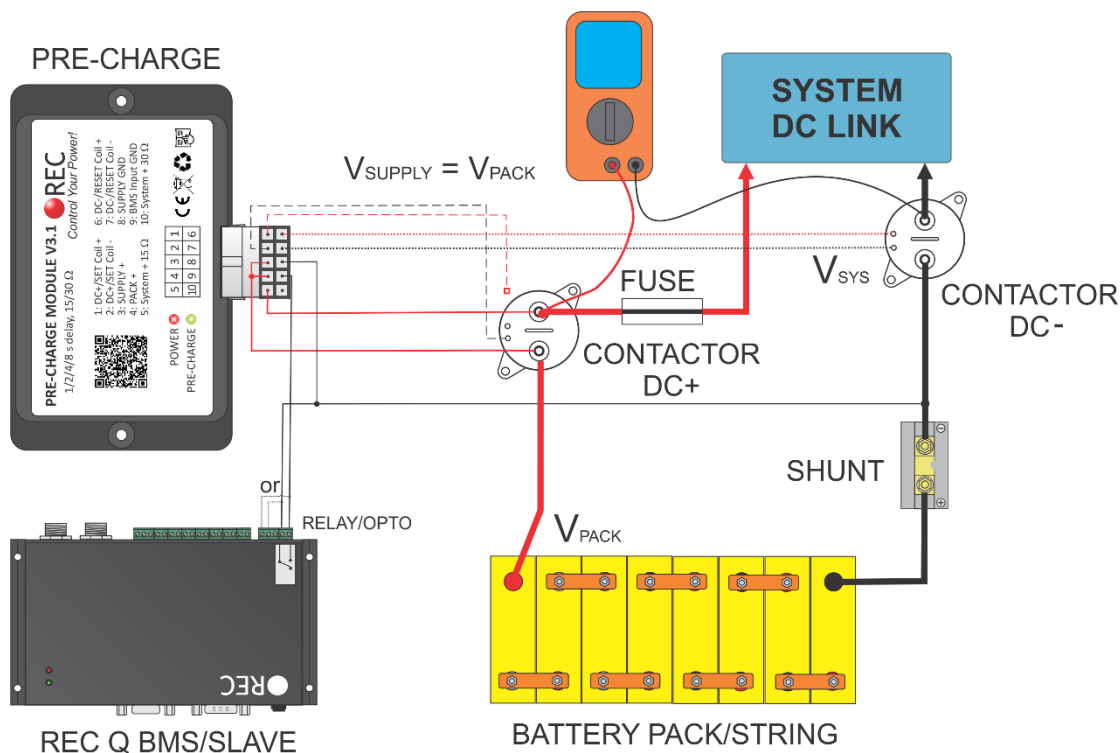 PRE-CHARGE
PRE-CHARGE MODULE V3.1
1/2/4/8 s delay, 15/30 Ω
REC
Control Your Power!
1: DC+/SET Coil +
2: DC+/SET Coil -
3: SUPPLY +
4: PACK +
5: System + 15 Ω
6: DC-/RESET Coil +
7: DC-/RESET Coil -
8: SUPPLY GND
9: BMS Input GND
10: System + 30 Ω
POWER
PRE-CHARGE
CE
5 4 3 2 1
10 9 8 7 6
VSUPPLY = VPACK
SYSTEM
DC LINK
VSYS
FUSE
CONTACTOR
DC-
CONTACTOR
DC+
SHUNT
or
RELAY/OPTO
VPACK
REC
REC Q BMS/SLAVE
BATTERY PACK/STRING